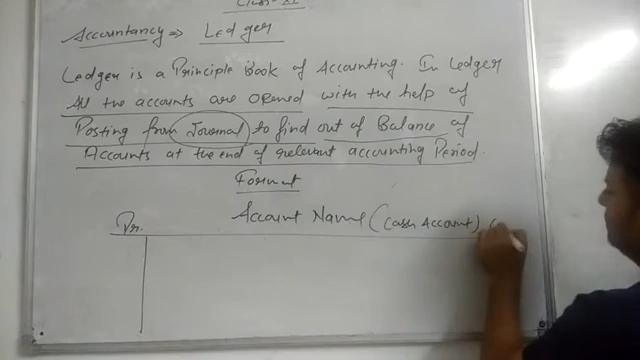 Class-XI
Accountancy => Ledger
Ledger is a Principle Book of Accounting. In Ledger
All the accounts are opened with the help of
Posting from Journal to find out of Balance of
Accounts at the end of relevant accounting Period.
Format
Dr. Account Name (Cash Account)